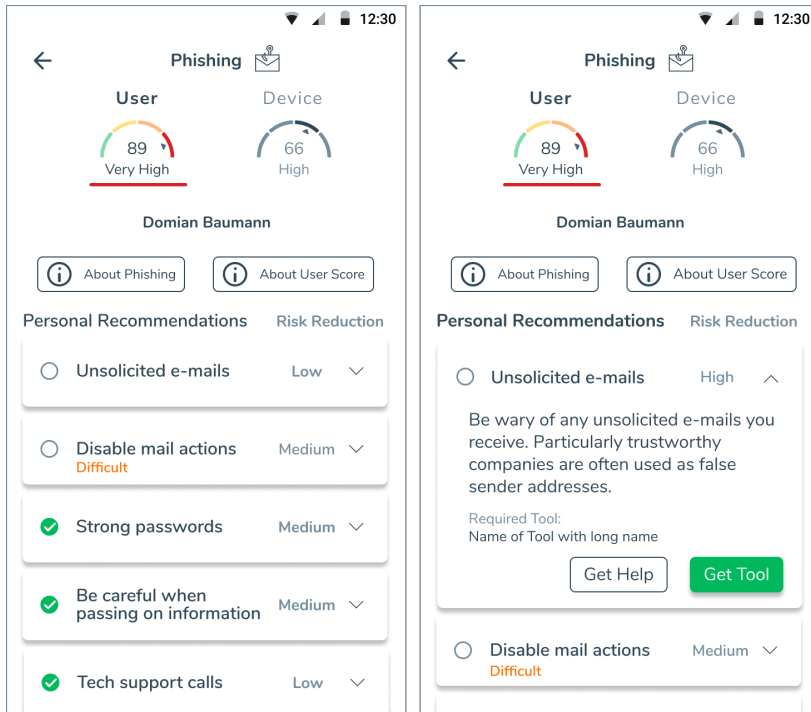 12:30
Phishing
User
Device
89
66
Very High
High
Domian Baumann
About Phishing
About User Score
Personal Recommendations
Risk Reduction
Unsolicited e-mails
Low
Disable mail actions
Medium
Difficult
Strong passwords
Medium
Be careful when
passing on information
Medium
Tech support calls
Low
12:30
Phishing
User
Device
89
66
Very High
High
Domian Baumann
About Phishing
About User Score
Personal Recommendations
Risk Reduction
Unsolicited e-mails
High
Be wary of any unsolicited e-mails you
receive. Particularly trustworthy
companies are often used as false
sender addresses.
Required Tool:
Name of Tool with long name
Get Help
Get Tool
Disable mail actions
Medium
Difficult